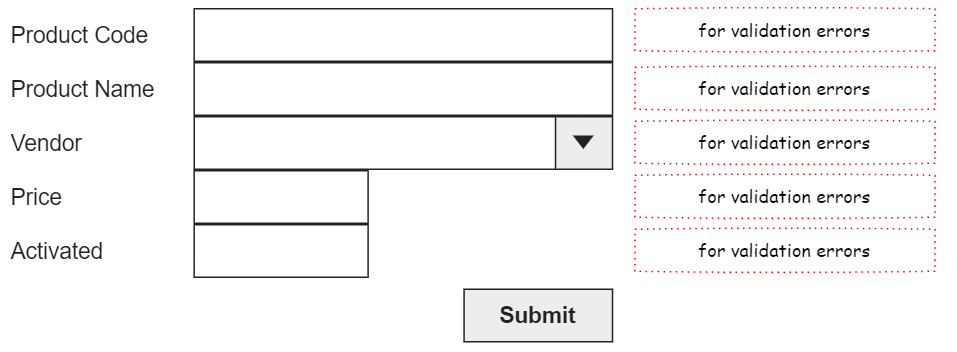 Product Code for validation errors
Product Name for validation errors
Vendor for validation errors
Price for validation errors
Activated for validation errors
Submit